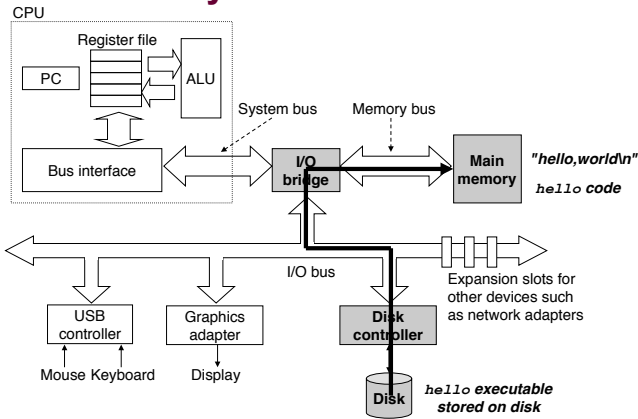 CPU
Register file
PC
ALU
System bus
Memory bus
Bus interface
I/O
bridge
Main
memory
"hello,world\n"
hello code
I/O bus
Expansion slots for
other devices such
as network adapters
USB
controller
Graphics
adapter
Disk
controller
Mouse Keyboard
Display
Disk
hello executable
stored on disk